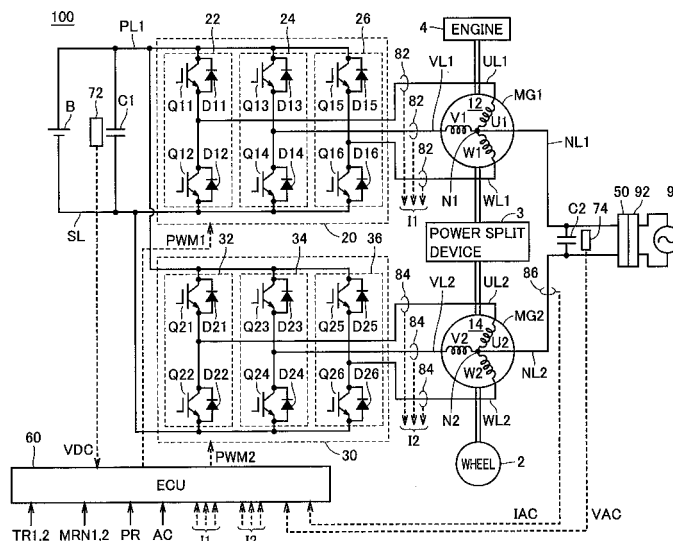 100
PL1
22
24
26
4
ENGINE
82
VL1
UL1
B
72
C1
Q11
D11
Q13
D13
Q15
D15
82
12
MG1
V1
U1
W1
NL1
Q12
D12
Q14
D14
Q16
D16
82
N1
WL1
I1
3
C2
74
50
92
SL
PWM1
20
POWER SPLIT
DEVICE
32
34
36
84
VL2
UL2
86
Q21
D21
Q23
D23
Q25
D25
84
14
MG2
V2
U2
W2
NL2
Q22
D22
Q24
D24
Q26
D26
84
N2
WL2
I2
60
VDC
PWM2
30
WHEEL
2
ECU
IAC
VAC
TR1,2
MRN1,2
PR
AC
I1
I2